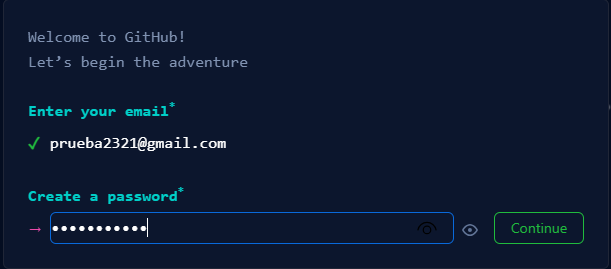 Welcome to GitHub!
Let’s begin the adventure
Enter your email*
✓ prueba2321@gmail.com
Create a password*
→ ••••••••••• Continue